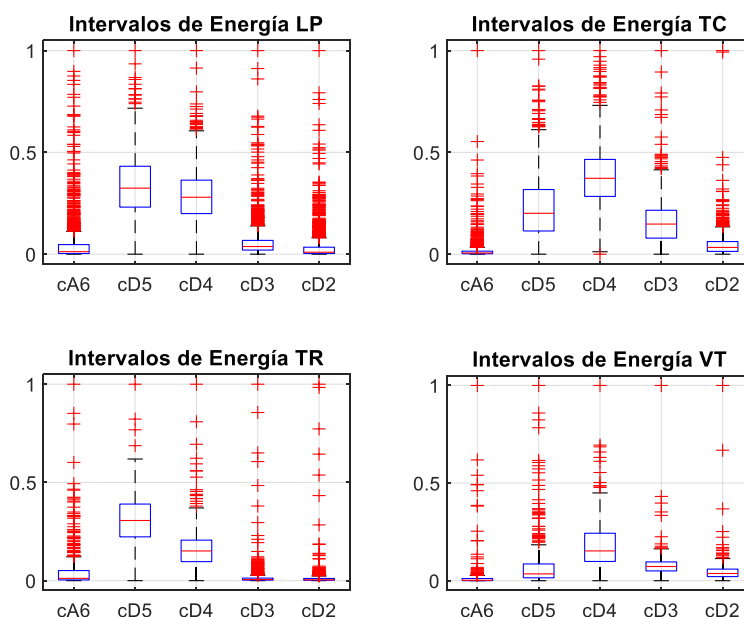 Intervalos de Energía LP
1
0.5
0
cA6 cD5 cD4 cD3 cD2
Intervalos de Energía TC
1
0.5
0
cA6 cD5 cD4 cD3 cD2
Intervalos de Energía TR
1
0.5
0
cA6 cD5 cD4 cD3 cD2
Intervalos de Energía VT
1
0.5
0
cA6 cD5 cD4 cD3 cD2